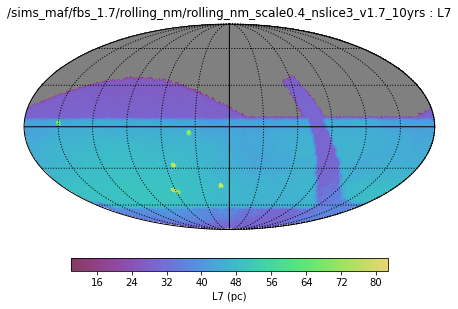 /sims_maf/fbs_1.7/rolling_nm/rolling_nm_scale0.4_nslice3_v1.7_10yrs : L7
16 24 32 40 48 56 64 72 80
L7 (pc)